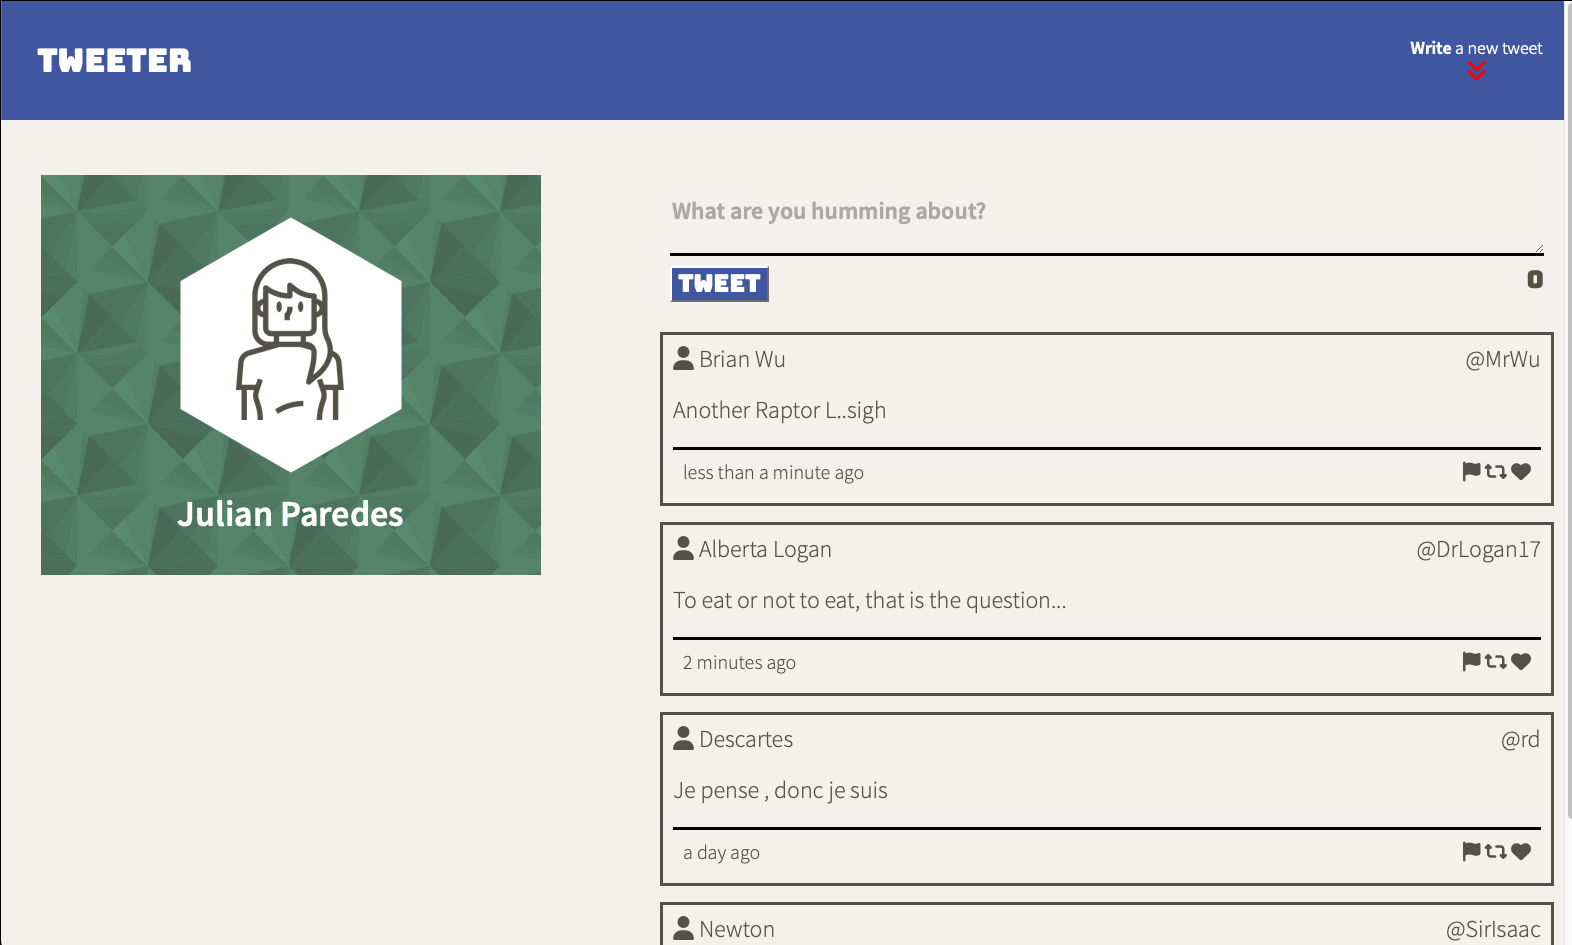 TWEETER
Write a new tweet
Julian Paredes
What are you humming about?
TWEET
0
Brian Wu
@MrWu
Another Raptor L..sigh
less than a minute ago
Alberta Logan
@DrLogan17
To eat or not to eat, that is the question...
2 minutes ago
Descartes
@rd
Je pense , donc je suis
a day ago
Newton
@SirIsaac